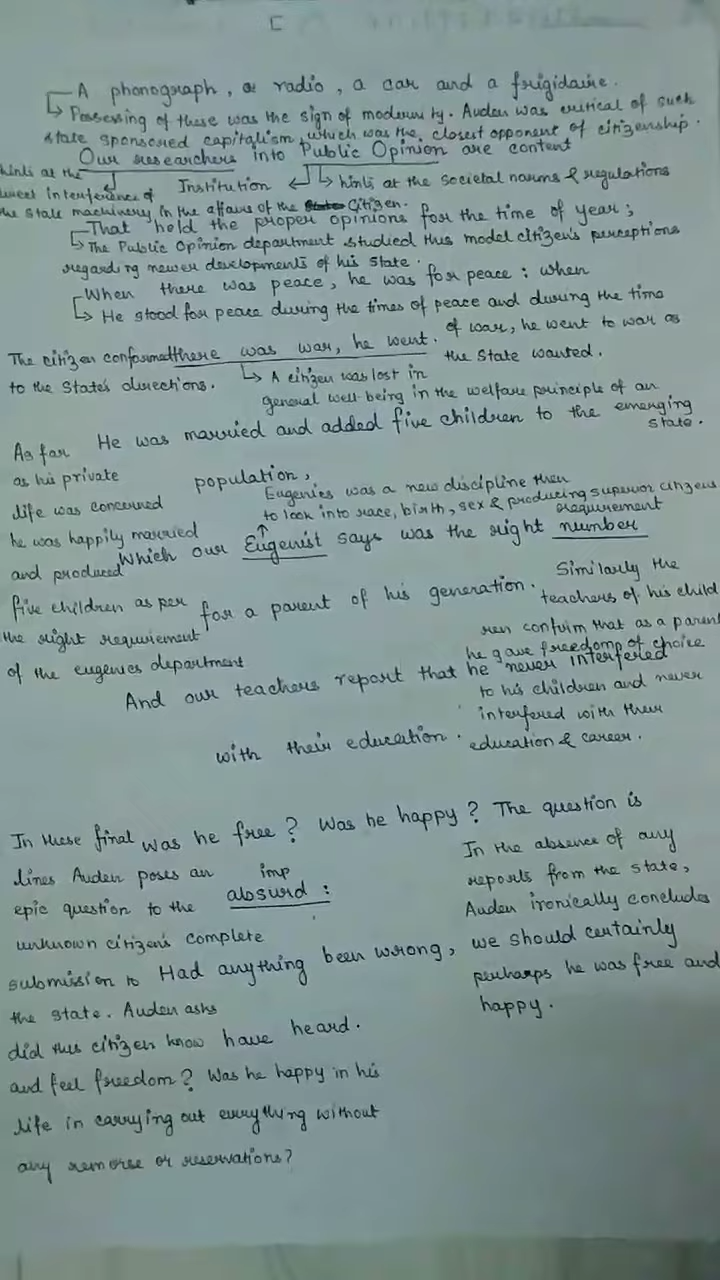 A phonograph, a radio, a car and a frigidaire.
Possessing of these was the sign of modernity. Auden was critical of such
state sponsored capitalism, which was the closest opponent of citizenship.
Our researchers into Public Opinion are content
hints at the
interference of
Institution hints at the societal norms & regulations
the state machinery in the affairs of the Citizen.
That held the proper opinions for the time of year;
The Public Opinion department studied this model citizen's perceptions
regarding newer developments of his state.
When there was peace, he was for peace: when
He stood for peace during the times of peace and during the time
of war, he went to war as
the State wanted.
there was war, he went.
The citizen conformed
to the State's directions.
A citizen was lost in
general well-being in the welfare principle of an
emerging
state.
He was married and added five children to the
population,
As far
as his private
life was concerned
he was happily married
and produced
five children as per
the right requirement
of the eugenics department
Eugenics was a new discipline then
to look into race, birth, sex & producing superior citizens
requirement
Which our Eugenist says was the right number
for a parent of his generation.
Similarly the
teachers of his child
ren confirm that as a parent
he gave freedom of choice
to his children and never
interfered with their
education & career.
And our teachers report that he never interfered
with their education.
Was he free? Was he happy? The question is
imp
absurd:
Had anything been wrong, we should certainly
have heard.
In these final
lines Auden poses an
epic question to the
unknown citizen's complete
submission to
the state. Auden asks
did this citizen know
and feel freedom? Was he happy in his
life in carrying out everything without
any remorse or reservations?
In the absence of any
reports from the state,
Auden ironically concludes
perharps he was free and
happy.